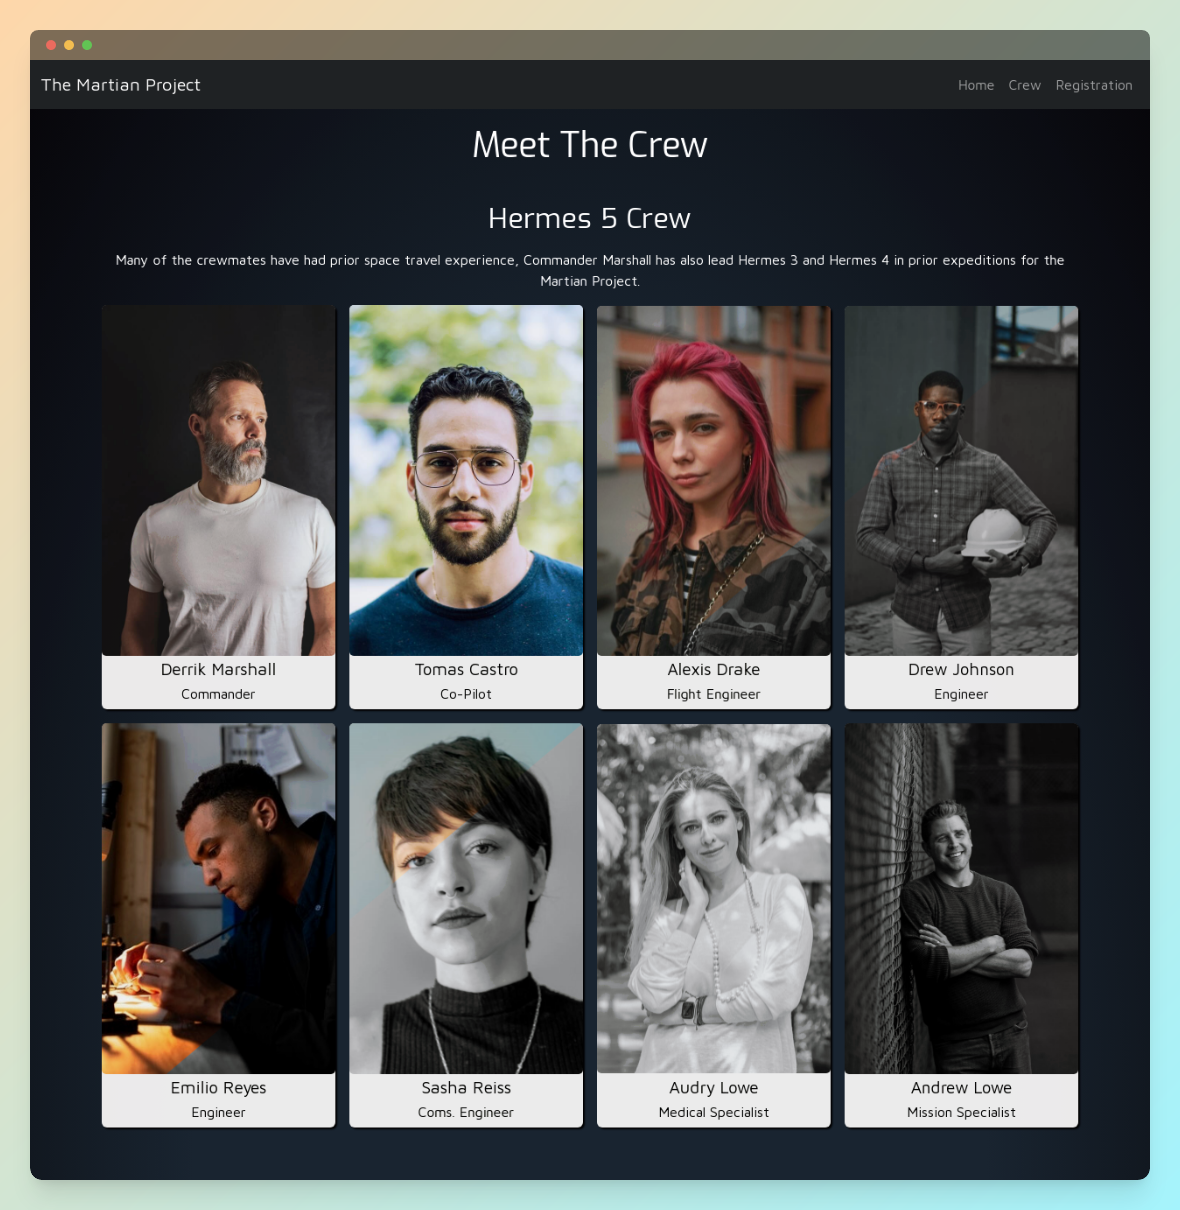 The Martian Project
Home Crew Registration
Meet The Crew
Hermes 5 Crew
Many of the crewmates have had prior space travel experience, Commander Marshall has also lead Hermes 3 and Hermes 4 in prior expeditions for the
Martian Project.
Derrik Marshall
Commander
Tomas Castro
Co-Pilot
Alexis Drake
Flight Engineer
Drew Johnson
Engineer
Emilio Reyes
Engineer
Sasha Reiss
Coms. Engineer
Audry Lowe
Medical Specialist
Andrew Lowe
Mission Specialist